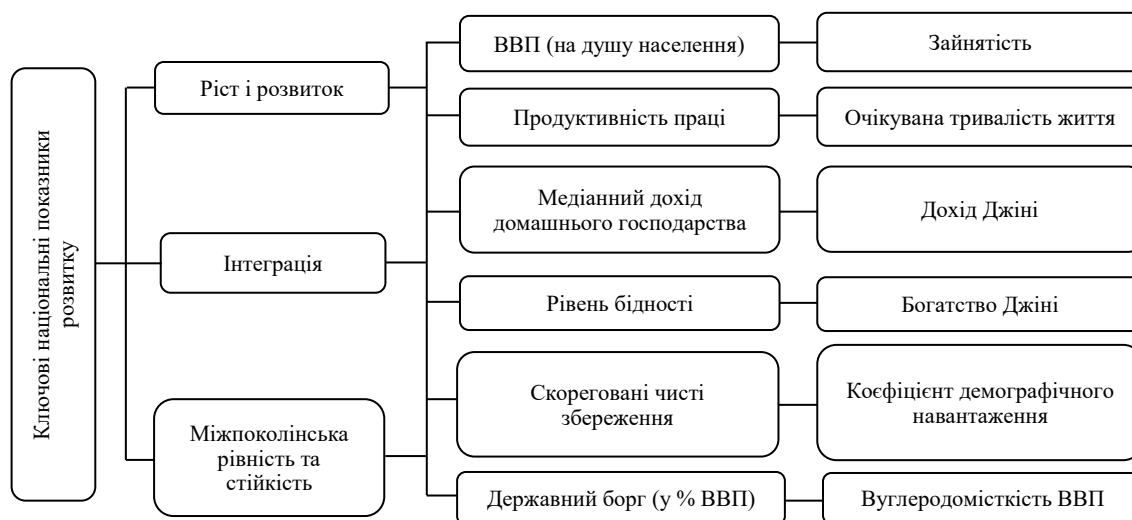 Ключові національні показники
розвитку
Ріст і розвиток
Інтеграція
Міжпоколінська
рівність та
стійкість
ВВП (на душу населення)
Зайнятість
Продуктивність праці
Очікувана тривалість життя
Медіанний дохід
домашнього господарства
Дохід Джіні
Рівень бідності
Богатство Джіні
Скореговані чисті
збереження
Коєфіцієнт демографічного
навантаження
Державний борг (у % ВВП)
Вуглеродомісткість ВВП